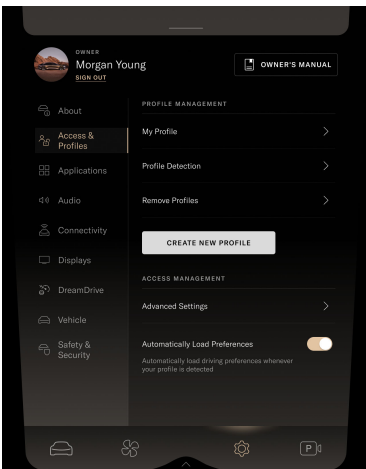 OWNER
Morgan Young
SIGN OUT
OWNER'S MANUAL
About
Access &
Profiles
Applications
Audio
Connectivity
Displays
DreamDrive
Vehicle
Safety &
Security
PROFILE MANAGEMENT
My Profile
Profile Detection
Remove Profiles
CREATE NEW PROFILE
ACCESS MANAGEMENT
Advanced Settings
Automatically Load Preferences
Automatically load driving preferences whenever
your profile is detected
P